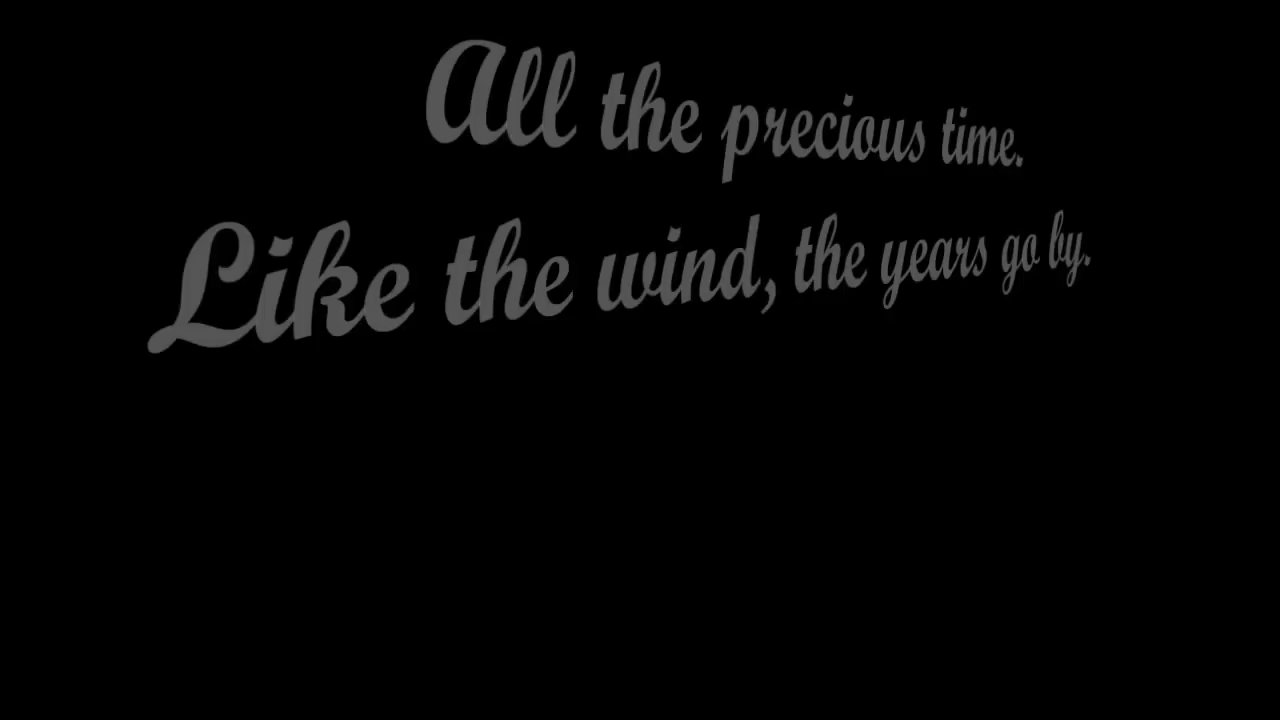 All the precious time.
Like the wind, the years go by.